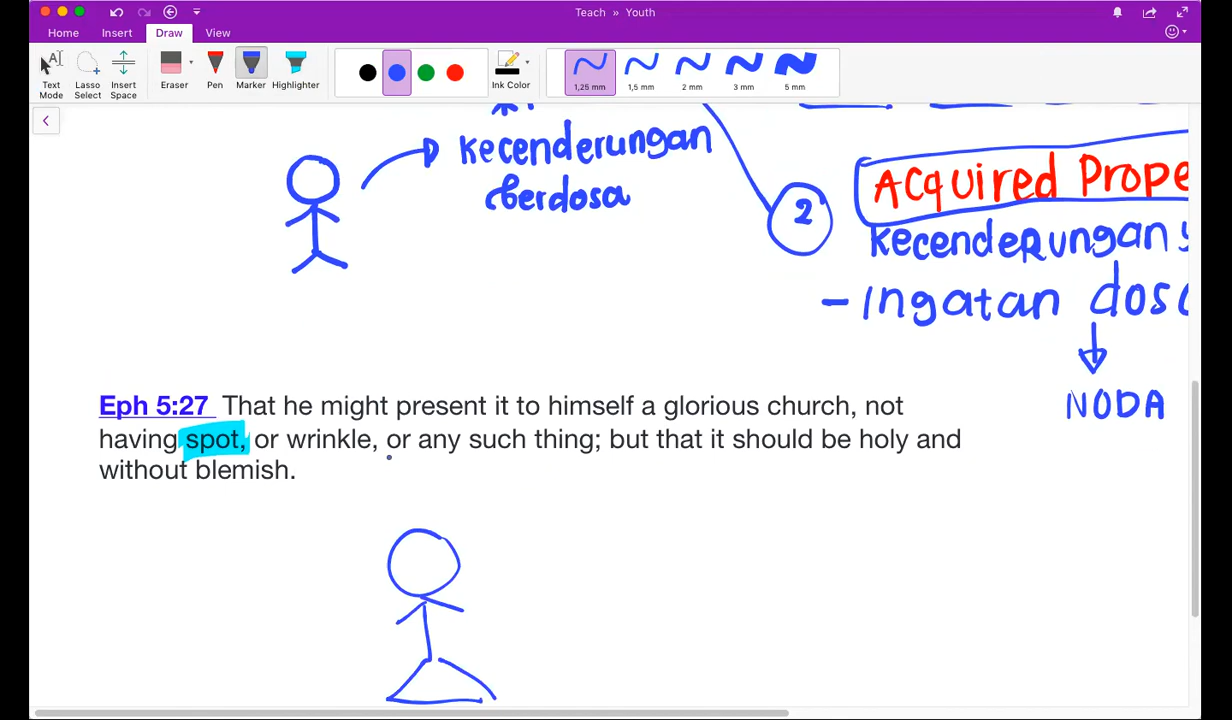 Teach » Youth
Home Insert Draw View
Text Mode
Lasso Select
Insert Space
Eraser
Pen
Marker
Highlighter
Ink Color
1,25 mm
1,5 mm
2 mm
3 mm
5 mm
Kecenderungan
berdosa
2
Acquired Prope
Kecenderungan y
- Ingatan dosa
NODA
Eph 5:27 That he might present it to himself a glorious church, not
having spot, or wrinkle, or any such thing; but that it should be holy and
without blemish.